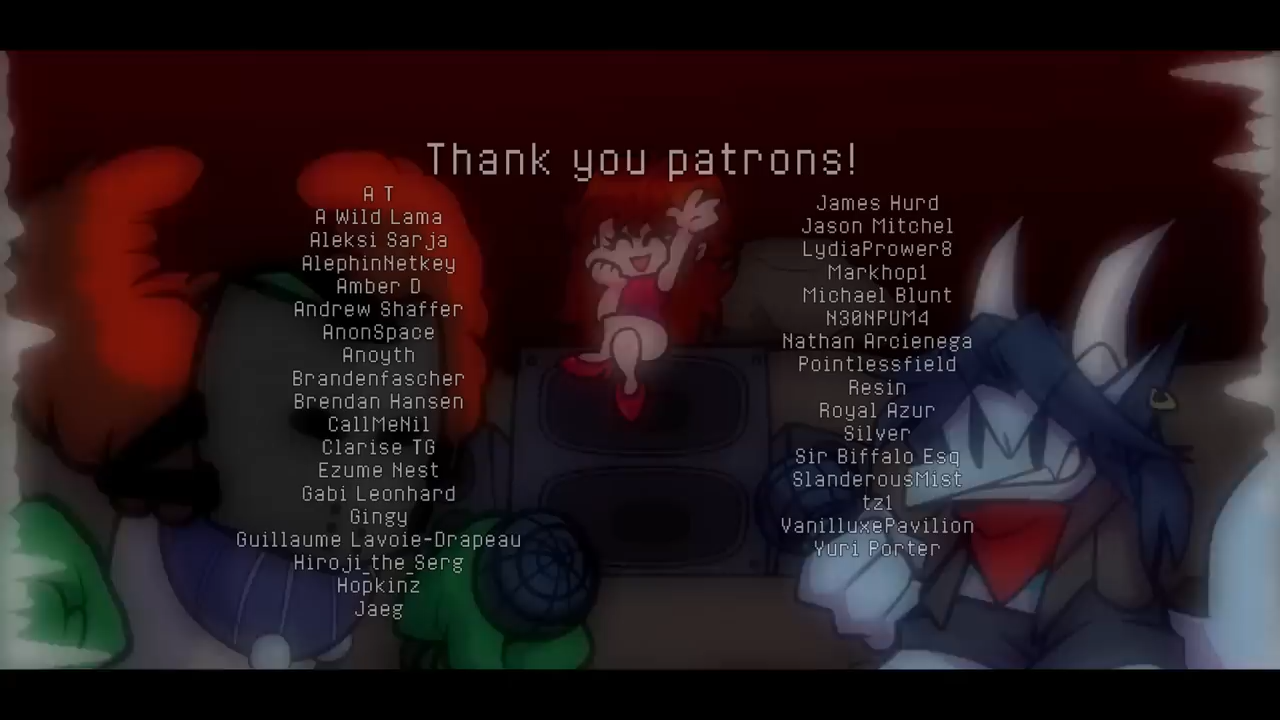 Thank you patrons!
A T
A Wild Lama
Aleksi Sarja
AlephinNetkey
Amber D
Andrew Shaffer
AnonSpace
Anoyth
Brandenfascher
Brendan Hansen
CallMeNil
Clarise TG
Ezume Nest
Gabi Leonhard
Gingy
Guillaume Lavoie-Drapeau
Hiroji_the_Serg
Hopkinz
Jaeg
James Hurd
Jason Mitchel
LydiaPrower8
Markhop1
Michael Blunt
N30NPUM4
Nathan Arcienega
Pointlessfield
Resin
Royal Azur
Silver
Sir Biffalo Esq
SlanderousMist
tz1
VanilluxePavilion
Yuri Porter